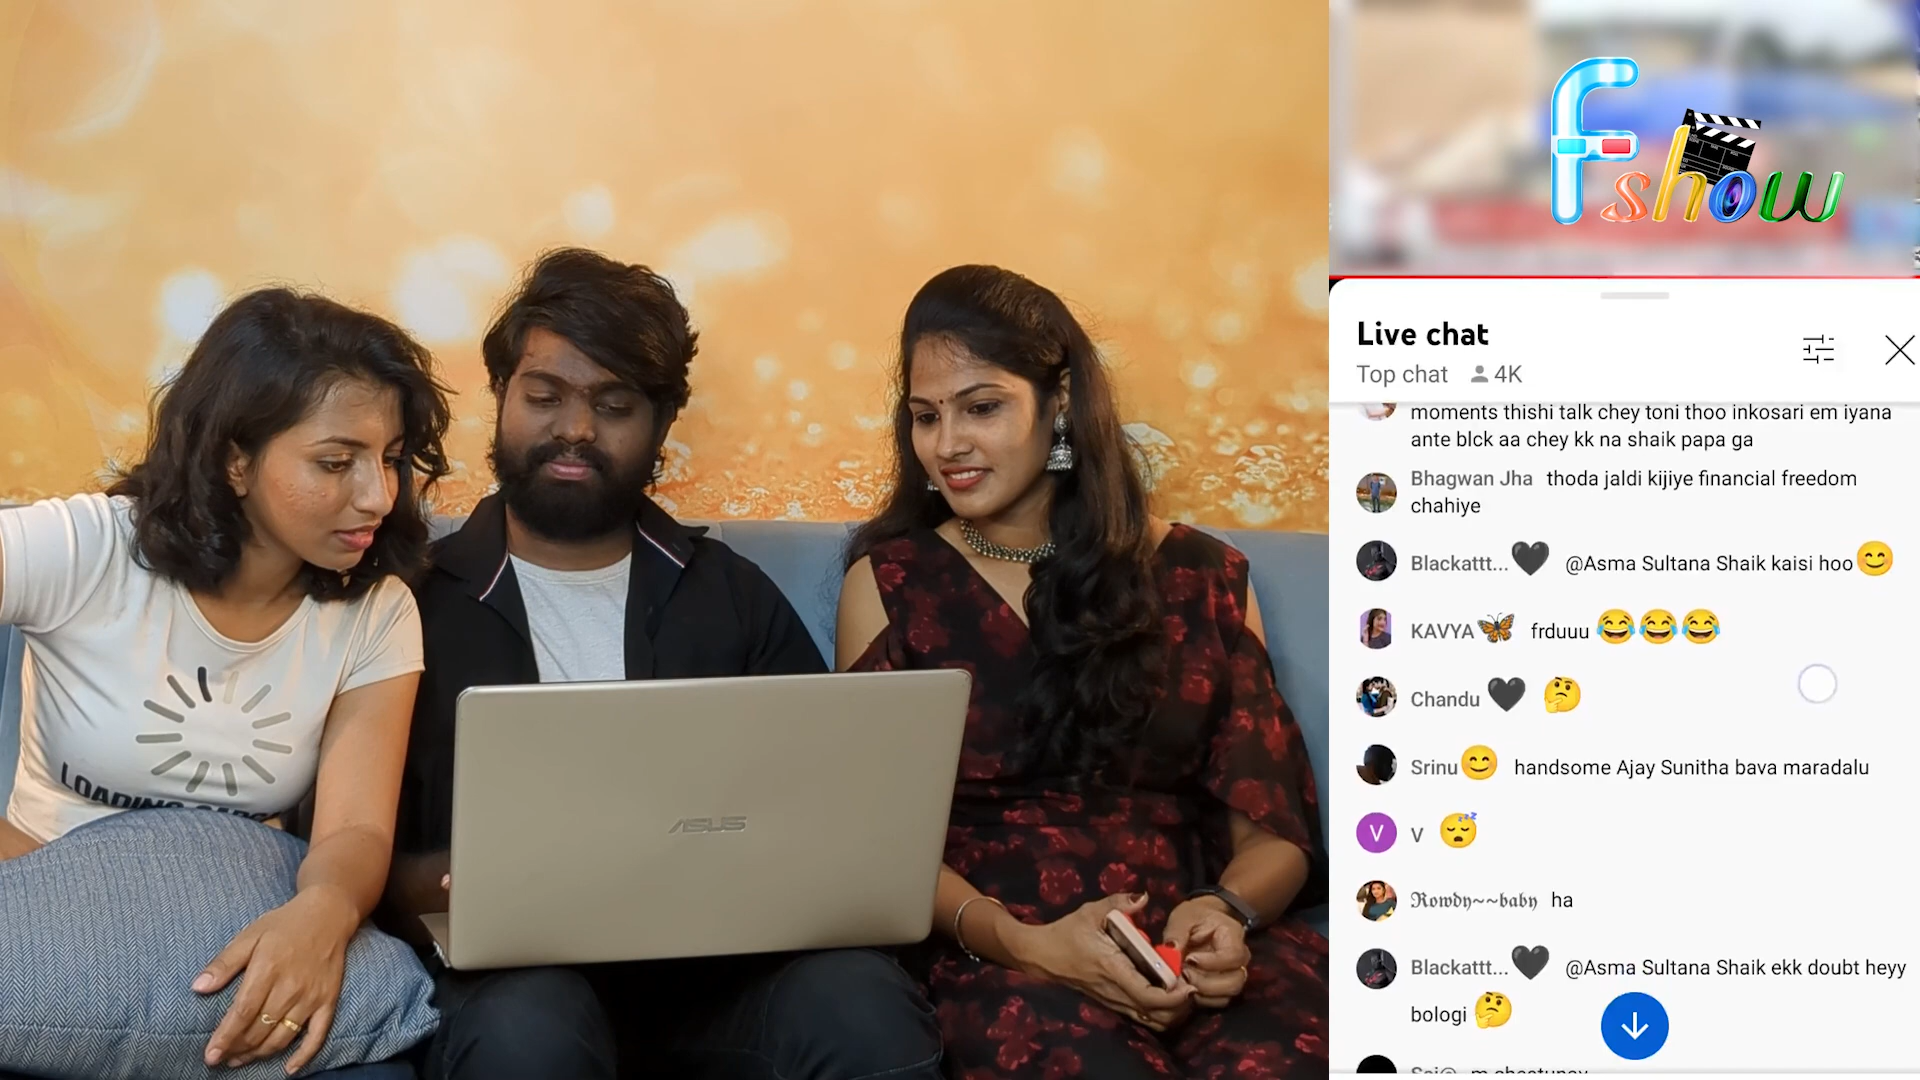 LOADING
ASUS
Fshow
Live chat
Top chat 4K
moments thishi talk chey toni thoo inkosari em iyana
ante blck aa chey kk na shaik papa ga
Bhagwan Jha thoda jaldi kijiye financial freedom
chahiye
Blackattt...🖤 @Asma Sultana Shaik kaisi hoo😊
KAVYA🦋 frduuu 😂😂😂
Chandu🖤 🤔
Srinu😊 handsome Ajay Sunitha bava maradalu
V V 😴
𝕽𝖔𝖜𝖉𝖞~~𝖇𝖆𝖇𝖞 ha
Blackattt...🖤 @Asma Sultana Shaik ekk doubt heyy
bologi 🤔